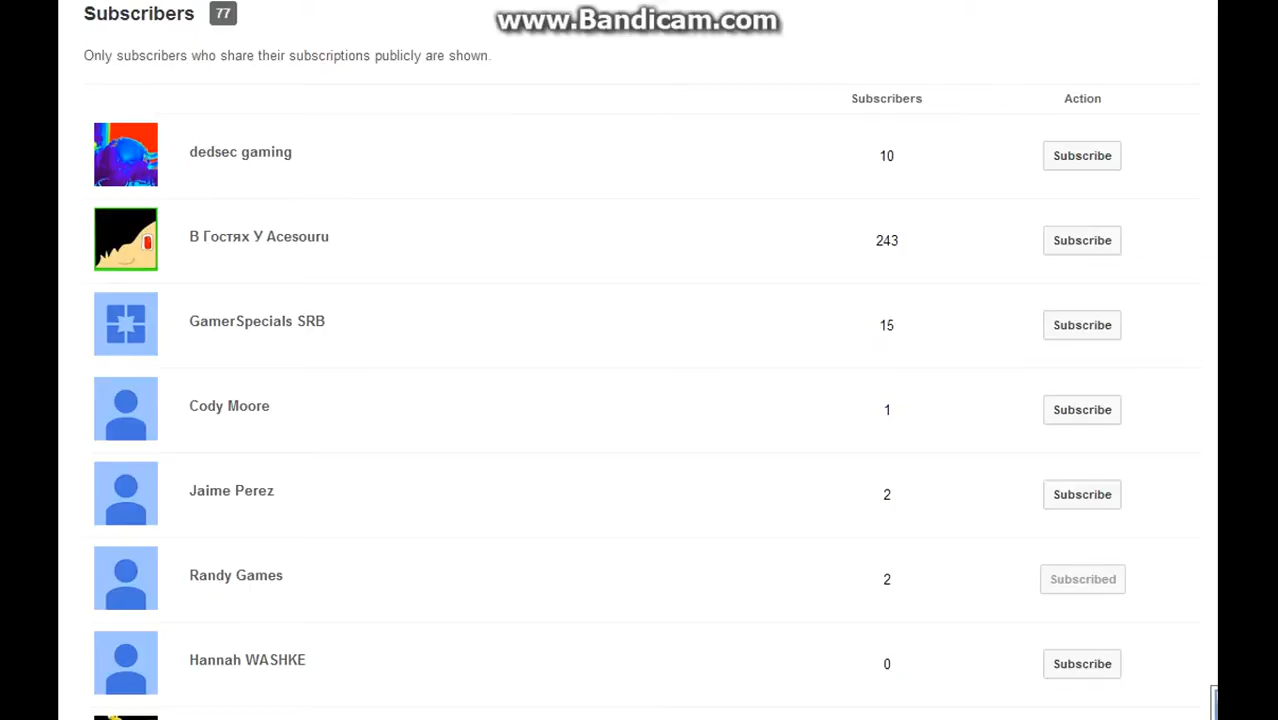 www.Bandicam.com
Subscribers 77
Only subscribers who share their subscriptions publicly are shown.
Subscribers Action
dedsec gaming 10 Subscribe
В Гостях У Acesouru 243 Subscribe
GamerSpecials SRB 15 Subscribe
Cody Moore 1 Subscribe
Jaime Perez 2 Subscribe
Randy Games 2 Subscribed
Hannah WASHKE 0 Subscribe